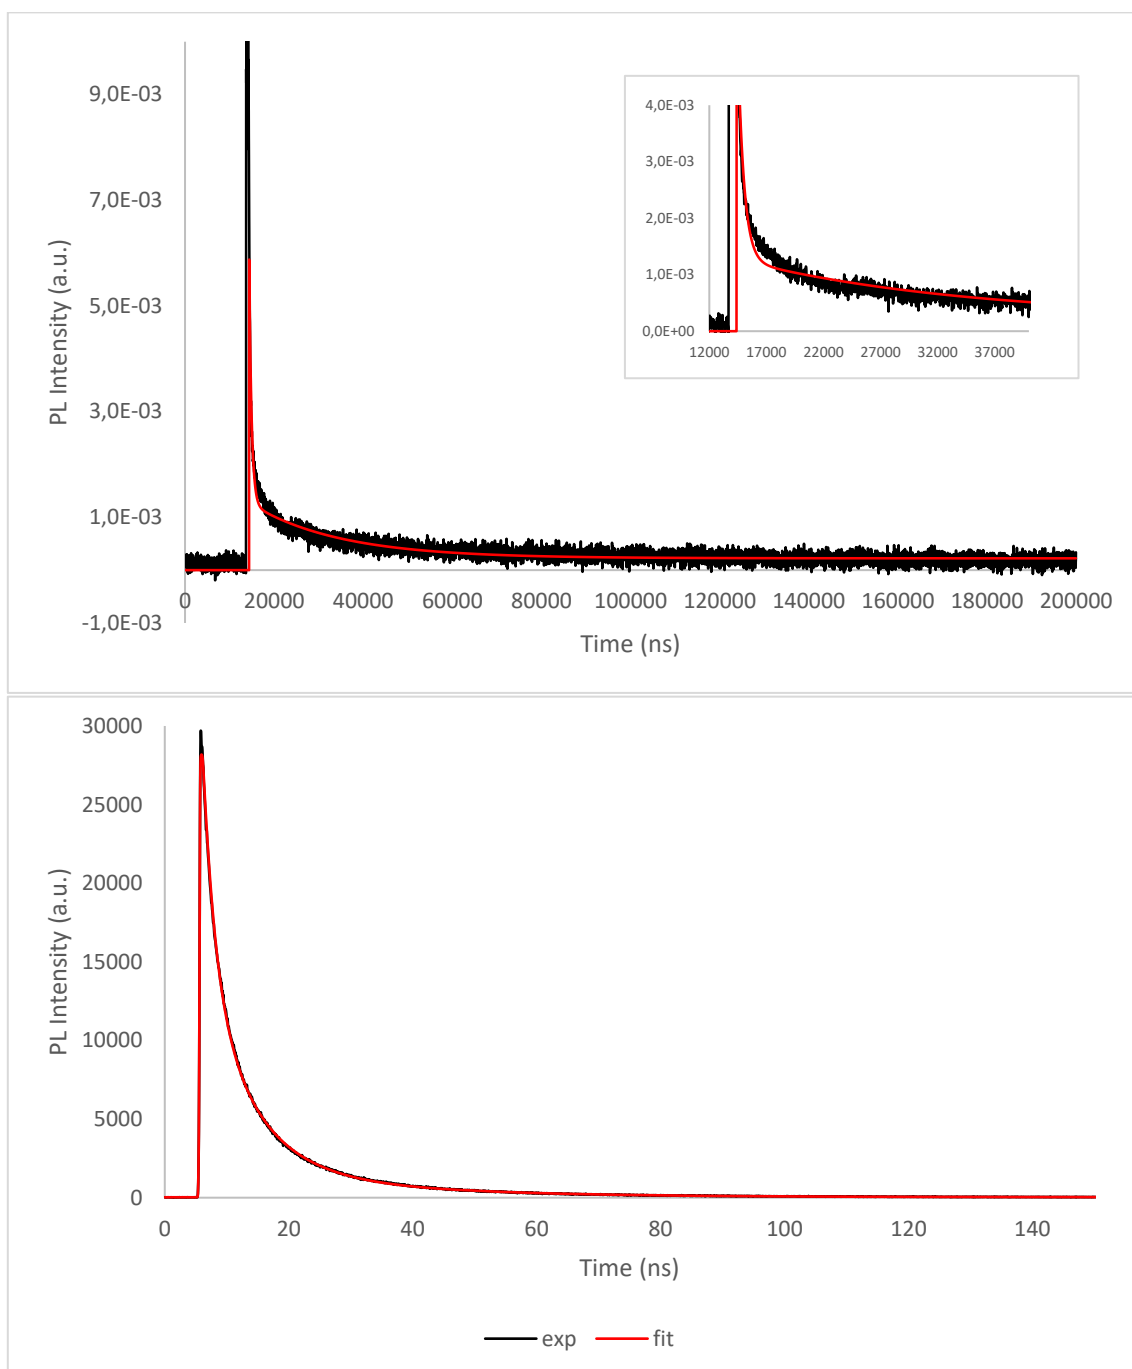 9,0E-03
7,0E-03
5,0E-03
3,0E-03
1,0E-03
-1,0E-03
PL Intensity (a.u.)
0 20000 40000 60000 80000 100000 120000 140000 160000 180000 200000
Time (ns)
4,0E-03
3,0E-03
2,0E-03
1,0E-03
0,0E+00
12000 17000 22000 27000 32000 37000
30000
25000
20000
15000
10000
5000
0
PL Intensity (a.u.)
0 20 40 60 80 100 120 140
Time (ns)
exp fit